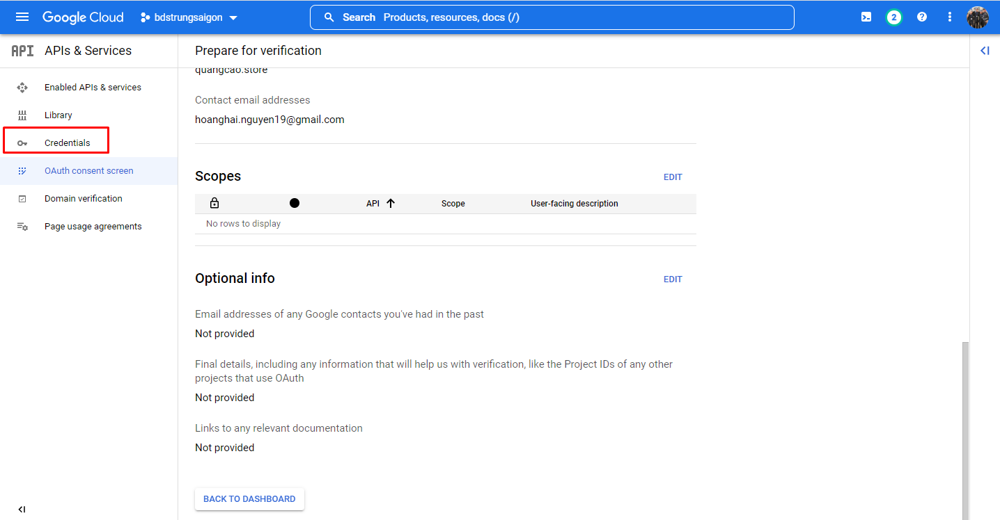 Google Cloud
bdstrungsaigon
Search Products, resources, docs (/)
2
API APIs & Services
Prepare for verification
Enabled APIs & services
Library
Credentials
OAuth consent screen
Domain verification
Page usage agreements
quangcao.store
Contact email addresses
hoanghai.nguyen19@gmail.com
Scopes
EDIT
API Scope User-facing description
No rows to display
Optional info
EDIT
Email addresses of any Google contacts you've had in the past
Not provided
Final details, including any information that will help us with verification, like the Project IDs of any other
projects that use OAuth
Not provided
Links to any relevant documentation
Not provided
BACK TO DASHBOARD